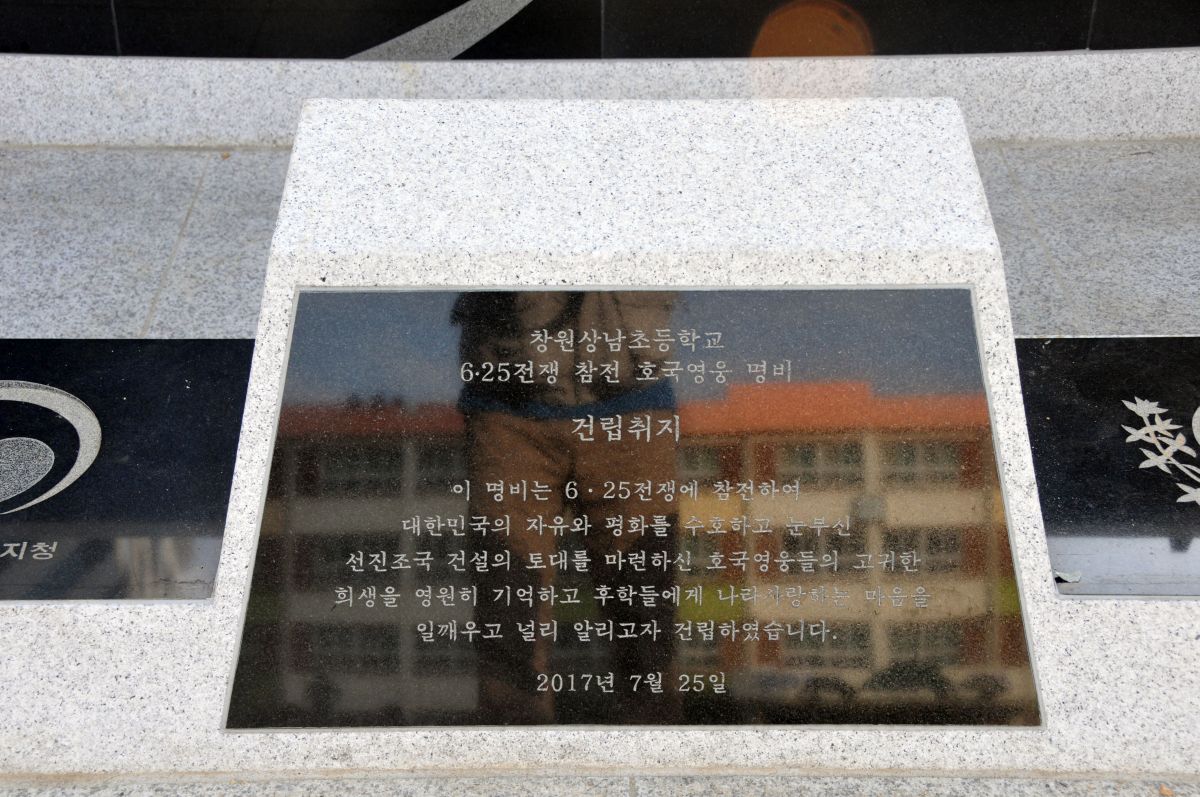 창원상남초등학교
6·25전쟁 참전 호국영웅 명비
건립취지
이 명비는 6·25전쟁에 참전하여
대한민국의 자유와 평화를 수호하고 눈부신
선진조국 건설의 토대를 마련하신 호국영웅들의 고귀한
희생을 영원히 기억하고 후학들에게 나라사랑하는 마음을
일깨우고 널리 알리고자 건립하였습니다.
2017년 7월 25일
지청